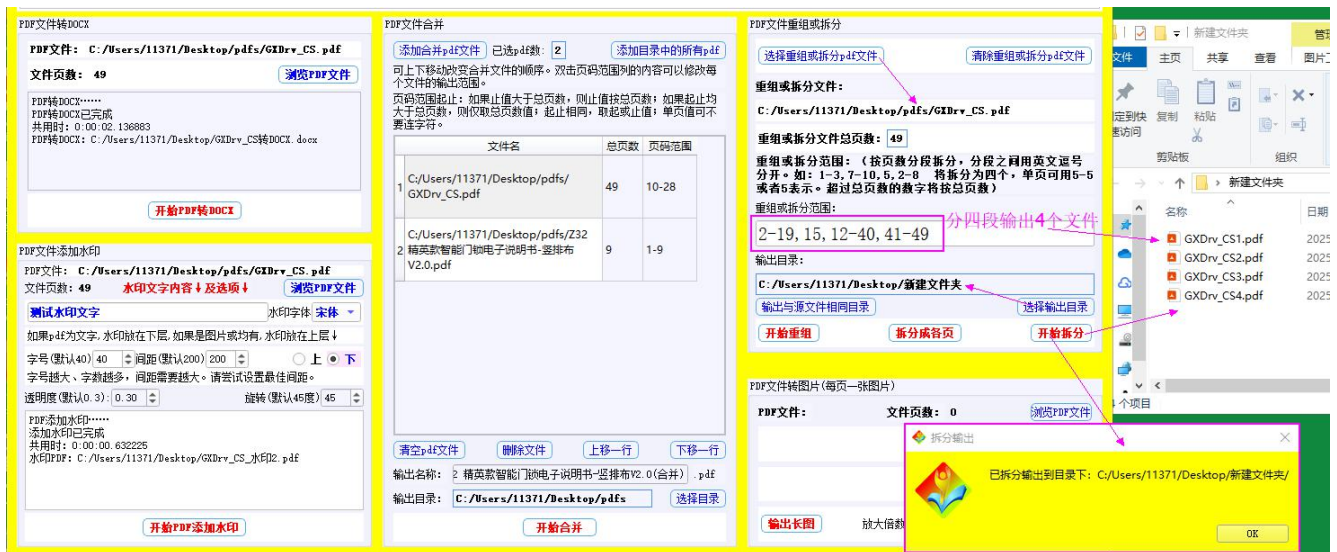 PDF文件转DOCX
PDF文件: C:/Users/11371/Desktop/pdfs/GXDrv_CS.pdf
文件页数: 49
浏览PDF文件
PDF转DOCX……
PDF转DOCX已完成
共用时: 0:00:02.136883
PDF转DOCX: C:/Users/11371/Desktop/GXDrv_CS转DOCX.docx
开始PDF转DOCX
PDF文件添加水印
PDF文件: C:/Users/11371/Desktop/pdfs/GXDrv_CS.pdf
文件页数: 49
水印文字内容↓及选项↓
浏览PDF文件
测试水印文字
水印字体 宋体
如果pdf为文字,水印放在下层,如果是图片或均有,水印放在上层↓
字号(默认40) 40 间距(默认200) 200 上 下
字号越大、字数越多,间距需要越大。请尝试设置最佳间距。
透明度(默认0.3): 0.30 旋转(默认45度) 45
PDF添加水印……
添加水印已完成
共用时: 0:00:00.632225
水印PDF: C:/Users/11371/Desktop/GXDrv_CS_水印2.pdf
开始PDF添加水印
PDF文件合并
添加合并pdf文件 已选pdf数: 2 添加目录中的所有pdf
可上下移动改变合并文件的顺序。双击页码范围列的内容可以修改每
个文件的输出范围。
页码范围起止:如果止值大于总页数,则止值按总页数;如果起止均
大于总页数,则仅取总页数值;起止相同,取起或止值;单页值可不
要连字符。
文件名 总页数 页码范围
1 C:/Users/11371/Desktop/pdfs/
GXDrv_CS.pdf 49 10-28
2 C:/Users/11371/Desktop/pdfs/Z32
精英款智能门锁电子说明书-竖排布
V2.0.pdf 9 1-9
清空pdf文件 删除文件 上移一行 下移一行
输出名称: 2 精英款智能门锁电子说明书-竖排布V2.0(合并) .pdf
输出目录: C:/Users/11371/Desktop/pdfs 选择目录
开始合并
PDF文件重组或拆分
选择重组或拆分pdf文件 清除重组或拆分pdf文件
重组或拆分文件:
C:/Users/11371/Desktop/pdfs/GXDrv_CS.pdf
重组或拆分文件总页数: 49
重组或拆分范围:(按页数分段拆分,分段之间用英文逗号
分开。如: 1-3,7-10,5,2-8 将拆分为四个,单页可用5-5
或者5表示。超过总页数的数字将按总页数)
重组或拆分范围:
2-19,15,12-40,41-49
分四段输出4个文件
输出目录:
C:/Users/11371/Desktop/新建文件夹
输出与源文件相同目录 选择输出目录
开始重组 拆分成各页 开始拆分
PDF文件转图片(每页一张图片)
PDF文件: 文件页数: 0 浏览PDF文件
输出长图 放大倍数
拆分输出
已拆分输出到目录下: C:/Users/11371/Desktop/新建文件夹/
OK
新建文件夹
文件 主页 共享 查看 图片
复制 粘贴
剪贴板 组织
新建文件夹
名称 日期
GXDrv_CS1.pdf 2025
GXDrv_CS2.pdf 2025
GXDrv_CS3.pdf 2025
GXDrv_CS4.pdf 2025
个项目